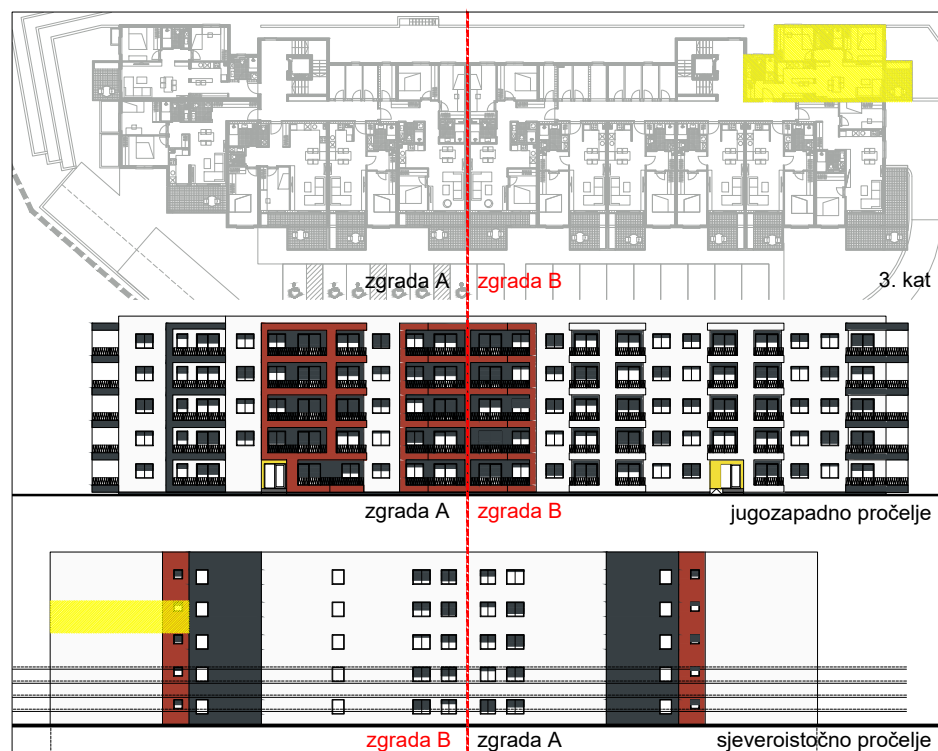 zgrada A zgrada B 3. kat
zgrada A zgrada B jugozapadno pročelje
zgrada B zgrada A sjeveroistočno pročelje